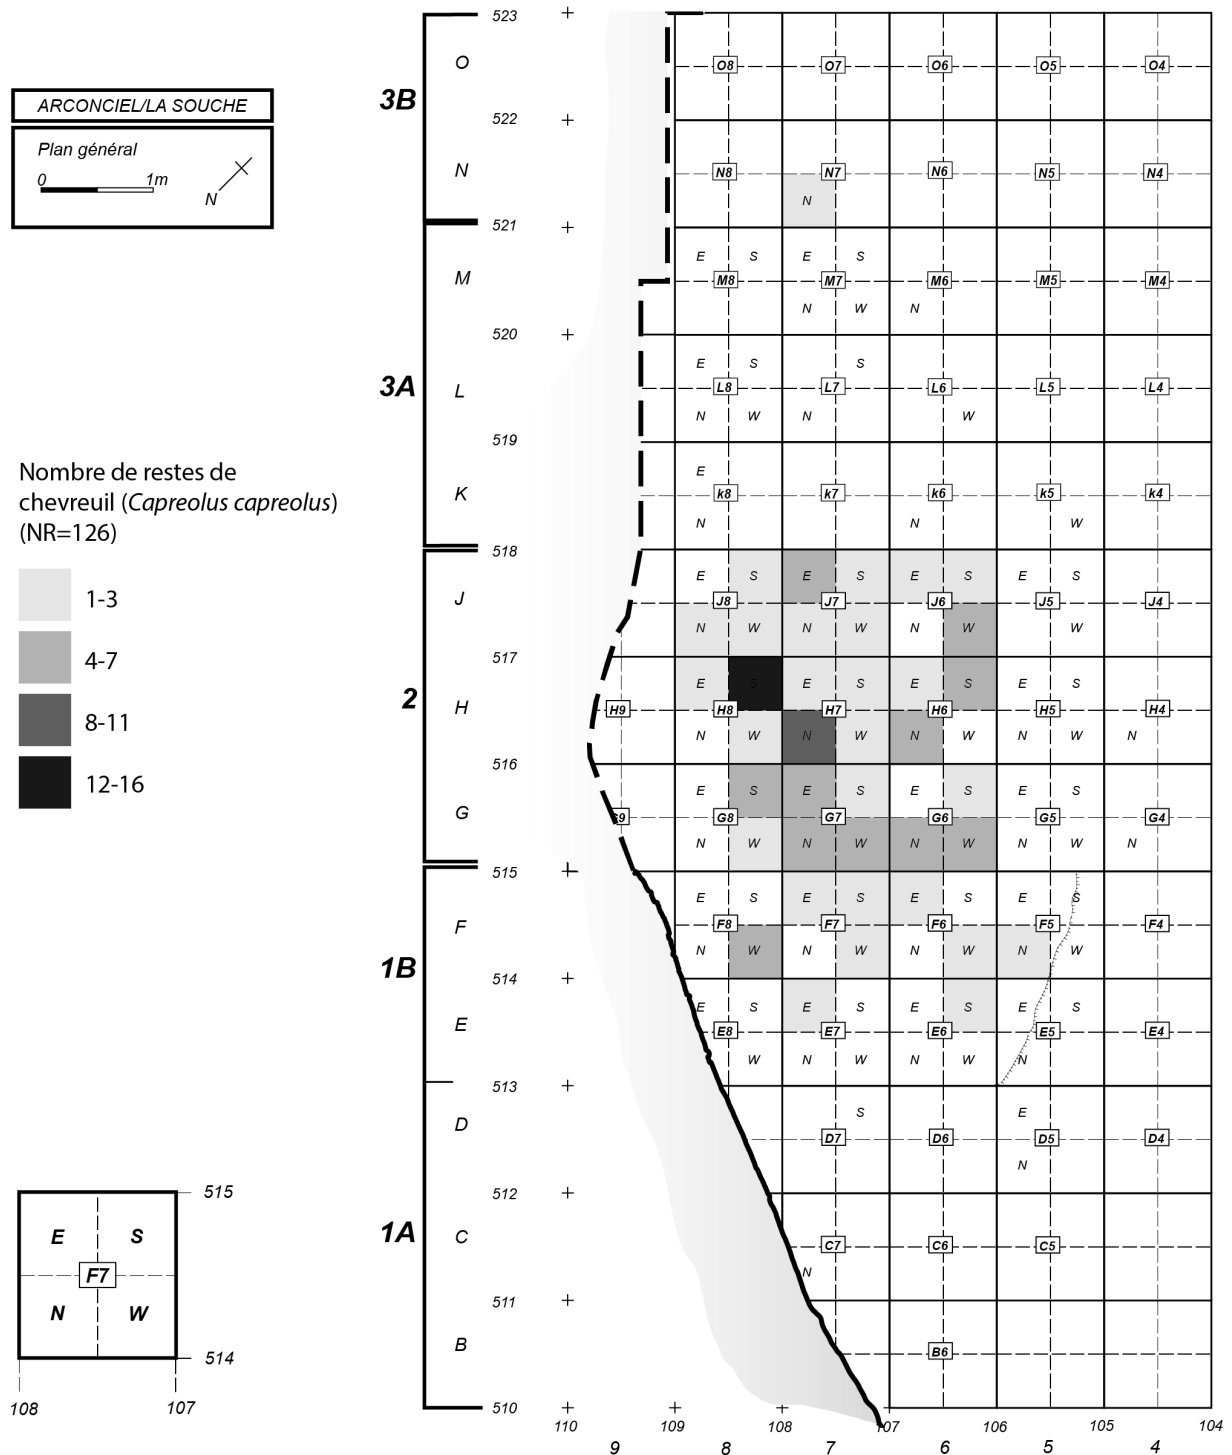 ARCONCIEL/LA SOUCHE
Plan général
0 1m
N
Nombre de restes de
chevreuil (Capreolus capreolus)
(NR=126)
1-3
4-7
8-11
12-16
E S
F7
N W
515
514
108 107
3B
3A
2
1B
1A
O
N
M
L
K
J
H
G
F
E
D
C
B
523
O8 O7 O6 O5 O4
522
N8 N7 N6 N5 N4
N
521
E S E S
M8 M7 M6 M5 M4
N W N
520
E S S
L8 L7 L6 L5 L4
N W N W
519
E
k8 k7 k6 k5 k4
N N W
518
E S E S E S E S
J8 J7 J6 J5 J4
N W N W N W W
517
E S E S E S E S
H9 H8 H7 H6 H5 H4
N W N W N W N W N
516
E S E S E S E S
G8 G7 G6 G5 G4
N W N W N W N W N
515
E S E S E S E S
F8 F7 F6 F5 F4
N W N W N W N W
514
E S E S E S E S
E8 E7 E6 E5 E4
W N W N W N
513
S E
D7 D6 D5 D4
N
512
C7 C6 C5
N
511
B6
510
110 109 108 107 106 105 104
9 8 7 6 5 4